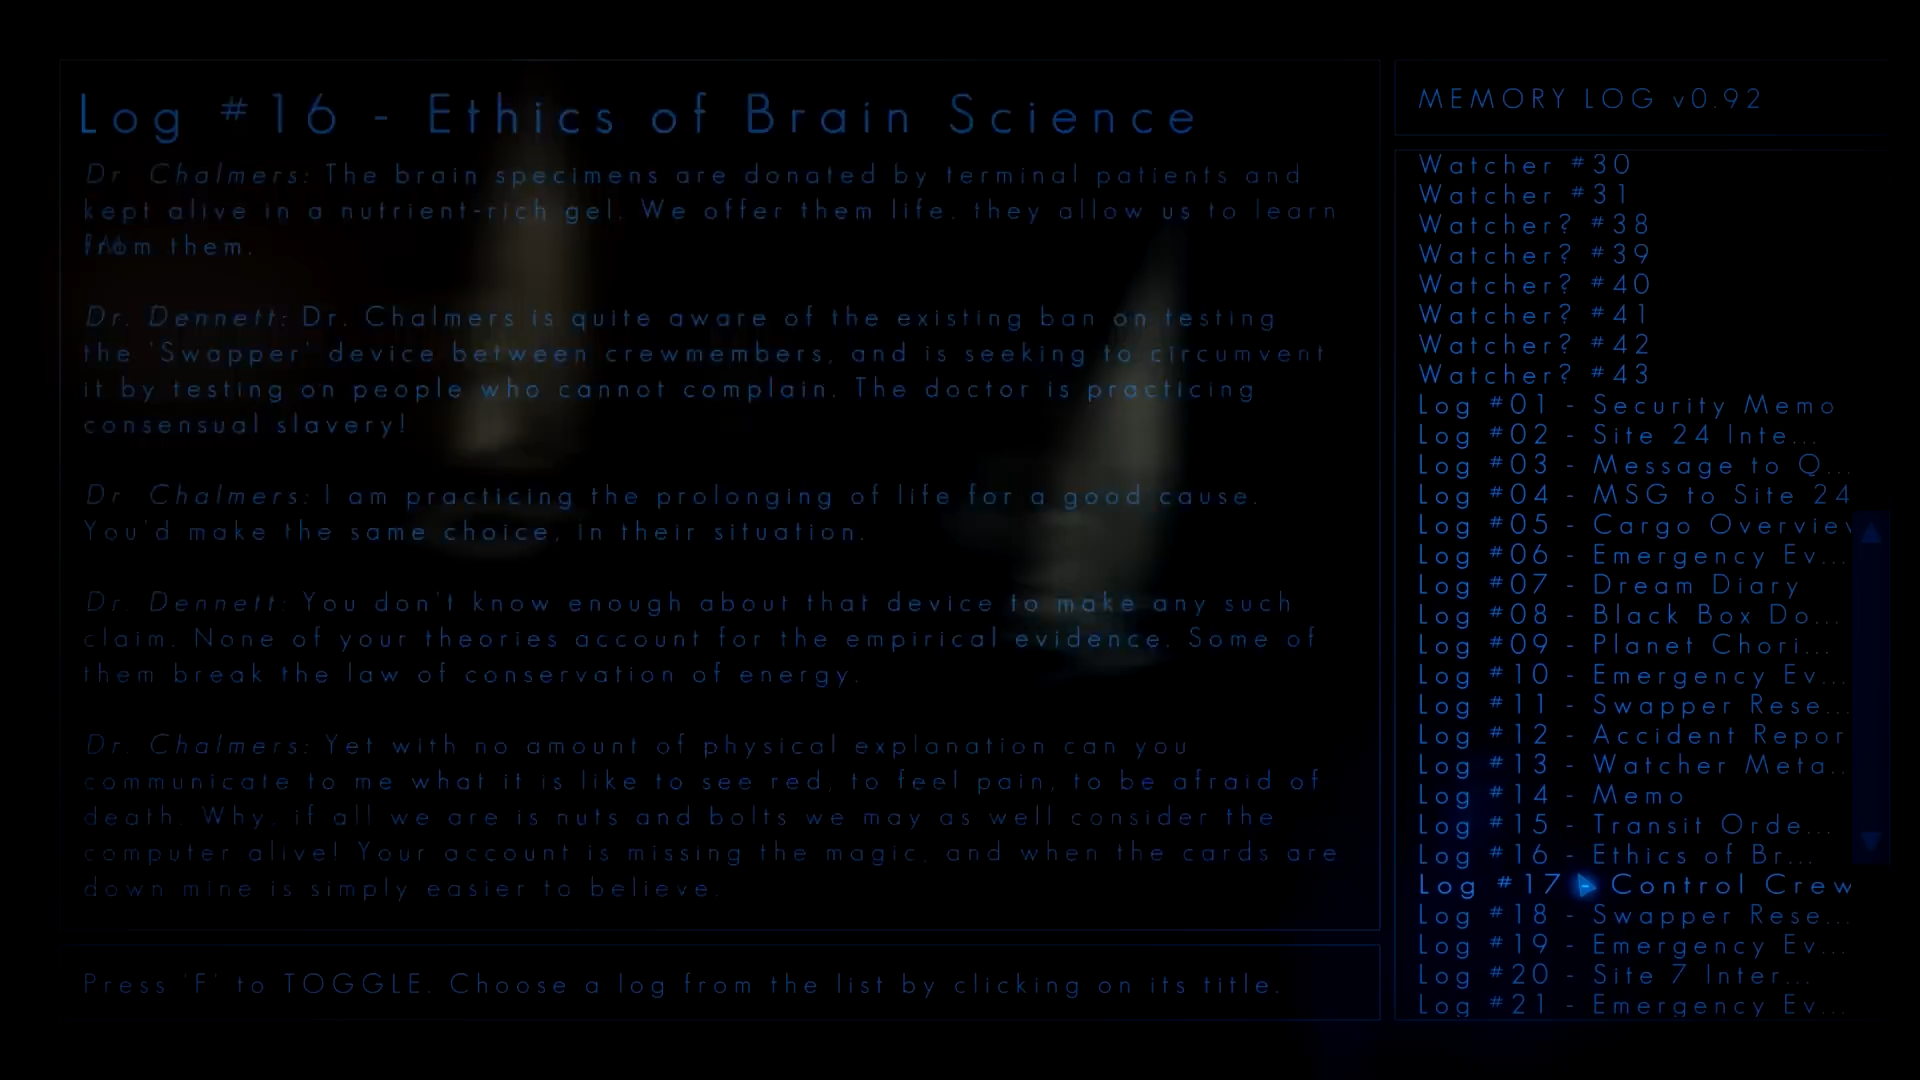 Log #16 - Ethics of Brain Science
Dr. Chalmers: The brain specimens are donated by terminal patients and
kept alive in a nutrient-rich gel. We offer them life, they allow us to learn
from them.
Dr. Dennett: Dr. Chalmers is quite aware of the existing ban on testing
the 'Swapper' device between crewmembers, and is seeking to circumvent
it by testing on people who cannot complain. The doctor is practicing
consensual slavery!
Dr. Chalmers: I am practicing the prolonging of life for a good cause.
You'd make the same choice, in their situation.
Dr. Dennett: You don't know enough about that device to make any such
claim. None of your theories account for the empirical evidence. Some of
them break the law of conservation of energy.
Dr. Chalmers: Yet with no amount of physical explanation can you
communicate to me what it is like to see red, to feel pain, to be afraid of
death. Why, if all we are is nuts and bolts we may as well consider the
computer alive! Your account is missing the magic, and when the cards are
down mine is simply easier to believe.
Press 'F' to TOGGLE. Choose a log from the list by clicking on its title.
MEMORY LOG v0.92
Watcher #30
Watcher #31
Watcher? #38
Watcher? #39
Watcher? #40
Watcher? #41
Watcher? #42
Watcher? #43
Log #01 - Security Memo
Log #02 - Site 24 Inte...
Log #03 - Message to Q...
Log #04 - MSG to Site 24
Log #05 - Cargo Overview
Log #06 - Emergency Ev...
Log #07 - Dream Diary
Log #08 - Black Box Do...
Log #09 - Planet Chori...
Log #10 - Emergency Ev...
Log #11 - Swapper Rese...
Log #12 - Accident Repor
Log #13 - Watcher Meta...
Log #14 - Memo
Log #15 - Transit Orde...
Log #16 - Ethics of Br...
Log #17 - Control Crew
Log #18 - Swapper Rese...
Log #19 - Emergency Ev...
Log #20 - Site 7 Inter...
Log #21 - Emergency Ev...